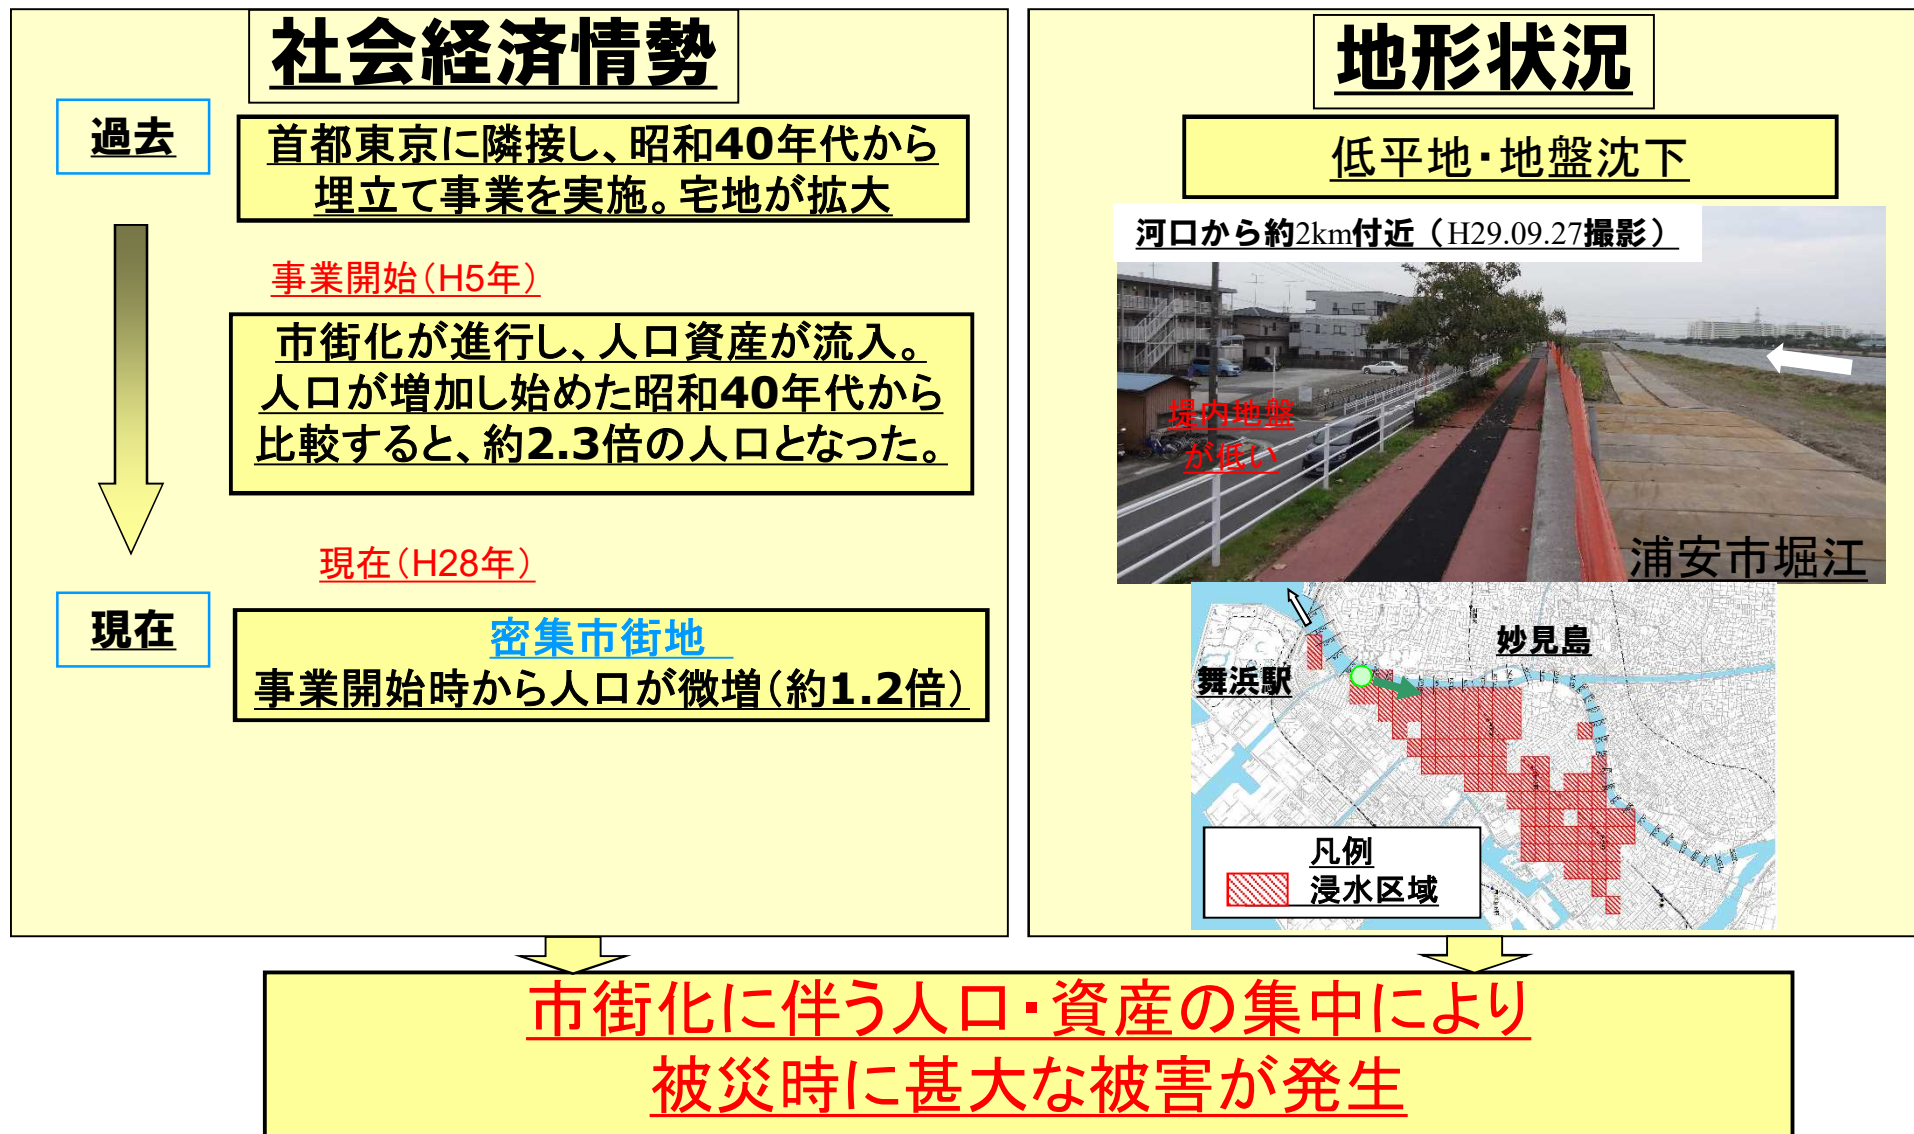 社会経済情勢
過去
首都東京に隣接し、昭和40年代から
埋立て事業を実施。宅地が拡大
事業開始（H5年）
市街化が進行し、人口資産が流入。
人口が増加し始めた昭和40年代から
比較すると、約2.3倍の人口となった。
現在（H28年）
現在
密集市街地
事業開始時から人口が微増（約1.2倍）
地形状況
低平地・地盤沈下
河口から約2km付近（H29.09.27撮影）
堤内地盤
が低い
浦安市堀江
妙見島
舞浜駅
凡例
浸水区域
市街化に伴う人口・資産の集中により
被災時に甚大な被害が発生